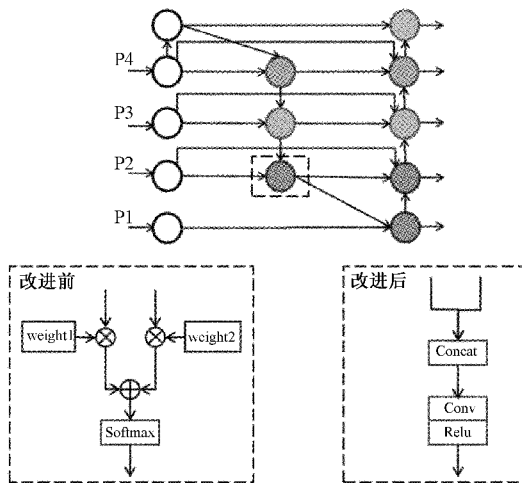 P4
P3
P2
P1
改进前
weight1
weight2
Softmax
改进后
Concat
Conv
Relu